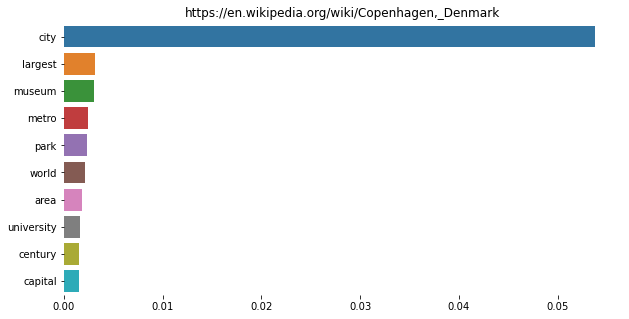 https://en.wikipedia.org/wiki/Copenhagen,_Denmark
city
largest
museum
metro
park
world
area
university
century
capital
0.00 0.01 0.02 0.03 0.04 0.05